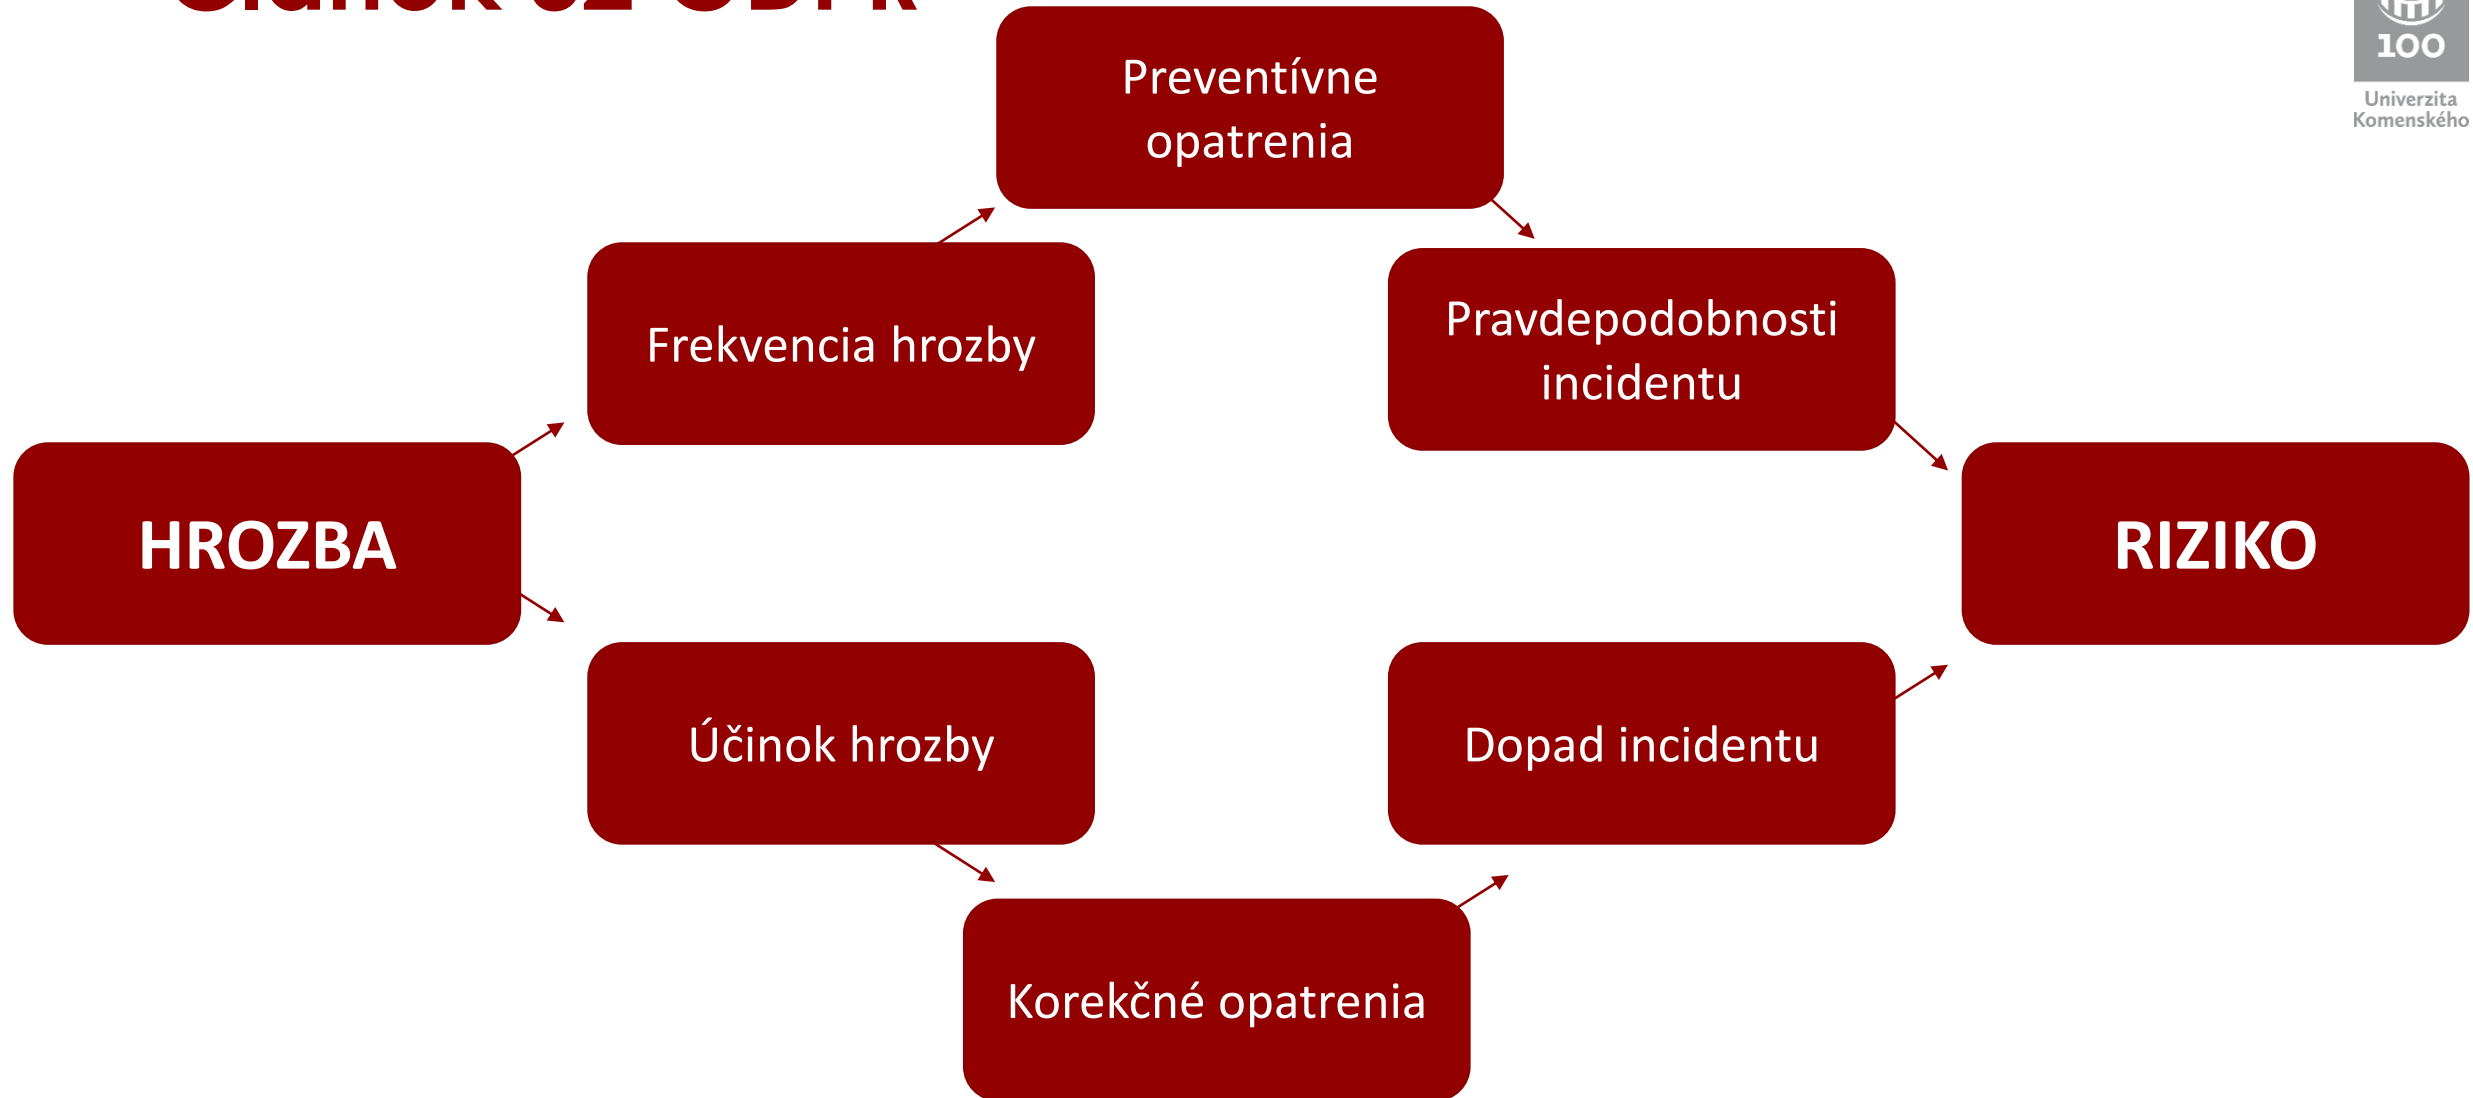 100
Univerzita
Komenského
Preventívne
opatrenia
Frekvencia hrozby
Pravdepodobnosti
incidentu
HROZBA
RIZIKO
Účinok hrozby
Dopad incidentu
Korekčné opatrenia